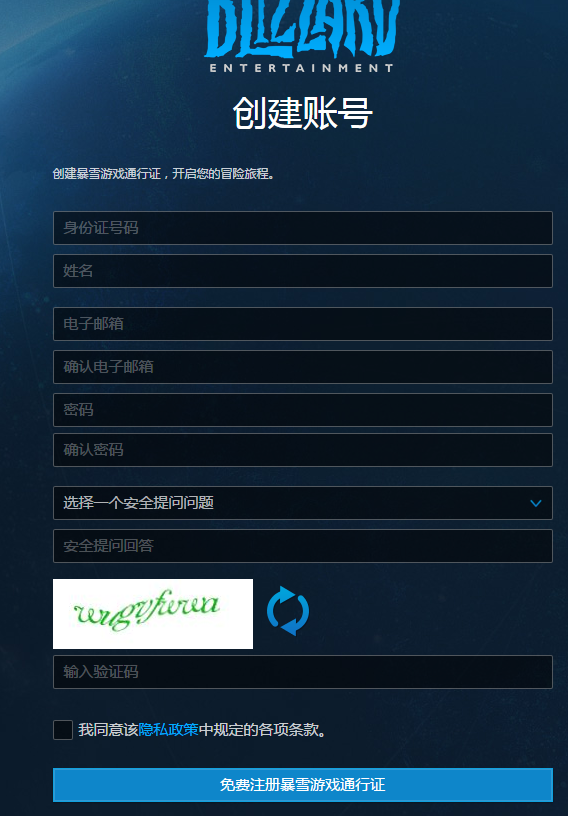 BLIZZARD
ENTERTAINMENT
创建账号
创建暴雪游戏通行证，开启您的冒险旅程。
身份证号码
姓名
电子邮箱
确认电子邮箱
密码
确认密码
选择一个安全提问问题
安全提问回答
输入验证码
我同意该隐私政策中规定的各项条款。
免费注册暴雪游戏通行证